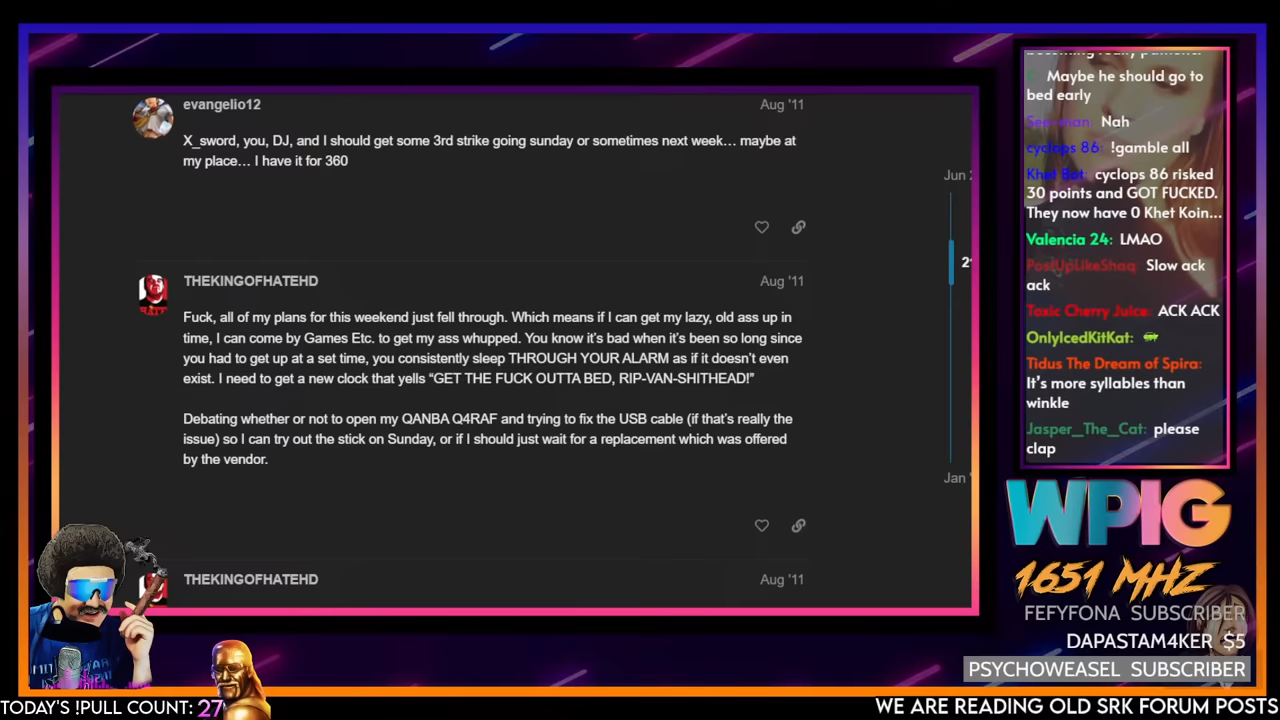 evangelio12
Aug '11
X_sword, you, DJ, and I should get some 3rd strike going sunday or sometimes next week… maybe at
my place… I have it for 360
Jun 2
2
THEKINGOFHATEHD
Aug '11
HATE
Fuck, all of my plans for this weekend just fell through. Which means if I can get my lazy, old ass up in
time, I can come by Games Etc. to get my ass whupped. You know it's bad when it's been so long since
you had to get up at a set time, you consistently sleep THROUGH YOUR ALARM as if it doesn't even
exist. I need to get a new clock that yells “GET THE FUCK OUTTA BED, RIP-VAN-SHITHEAD!”
Debating whether or not to open my QANBA Q4RAF and trying to fix the USB cable (if that's really the
issue) so I can try out the stick on Sunday, or if I should just wait for a replacement which was offered
by the vendor.
Jan '
THEKINGOFHATEHD
Aug '11
Maybe he should go to
bed early
Nah
cyclops 86: !gamble all
Khet Bot: cyclops 86 risked
30 points and GOT FUCKED.
They now have 0 Khet Koin...
Valencia 24: LMAO
PostUpLikeShaq: Slow ack
ack
Toxic Cherry Juice: ACK ACK
OnlyIcedKitKat:
Tidus The Dream of Spira:
It's more syllables than
winkle
Jasper_The_Cat: please
clap
WPIG
1651 MHZ
FEFYFONA SUBSCRIBER
DAPASTAM4KER $5
PSYCHOWEASEL SUBSCRIBER
TODAY'S !PULL COUNT: 27
WE ARE READING OLD SRK FORUM POSTS